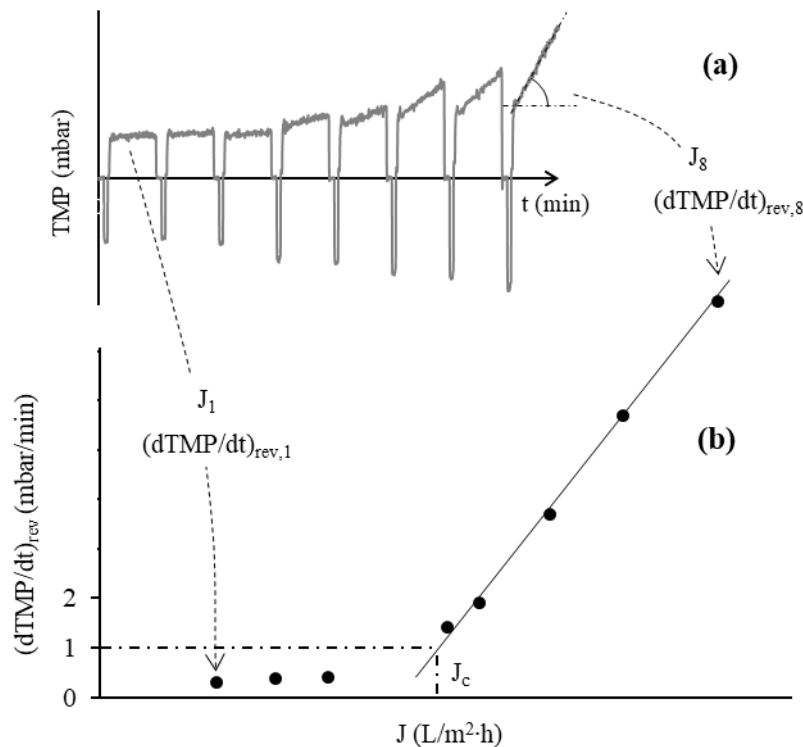 (a)
TMP (mbar)
t (min)
J₈
(dTMP/dt)rev,8
J₁
(dTMP/dt)rev,1
(b)
(dTMP/dt)rev (mbar/min)
2
1
0
Jc
J (L/m²·h)